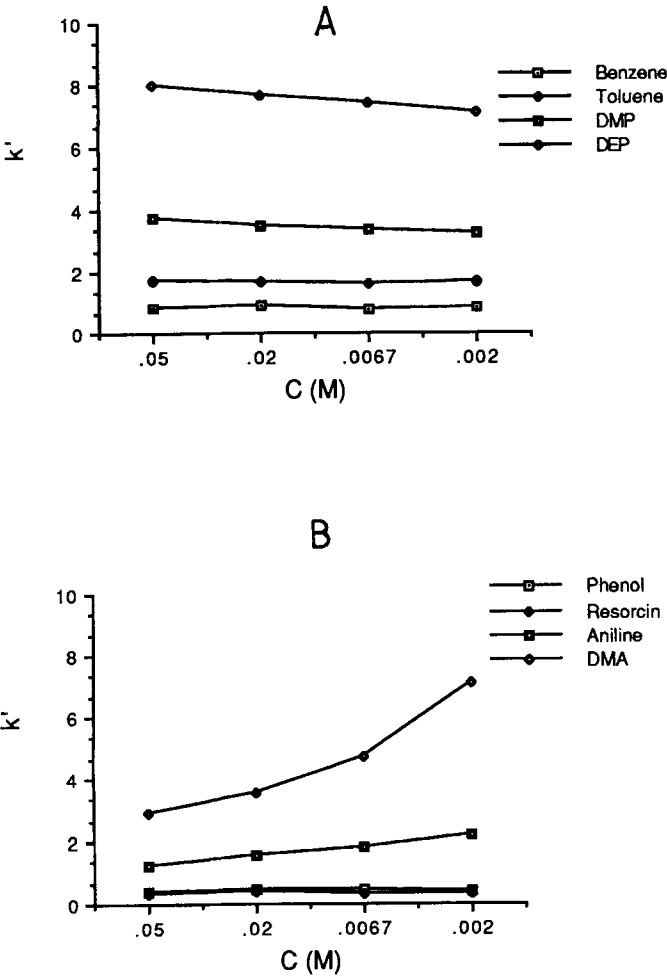 A
10
8
6
4
2
0
k'
.05 .02 .0067 .002
C (M)
Benzene
Toluene
DMP
DEP
B
10
8
6
4
2
0
k'
.05 .02 .0067 .002
C (M)
Phenol
Resorcin
Aniline
DMA